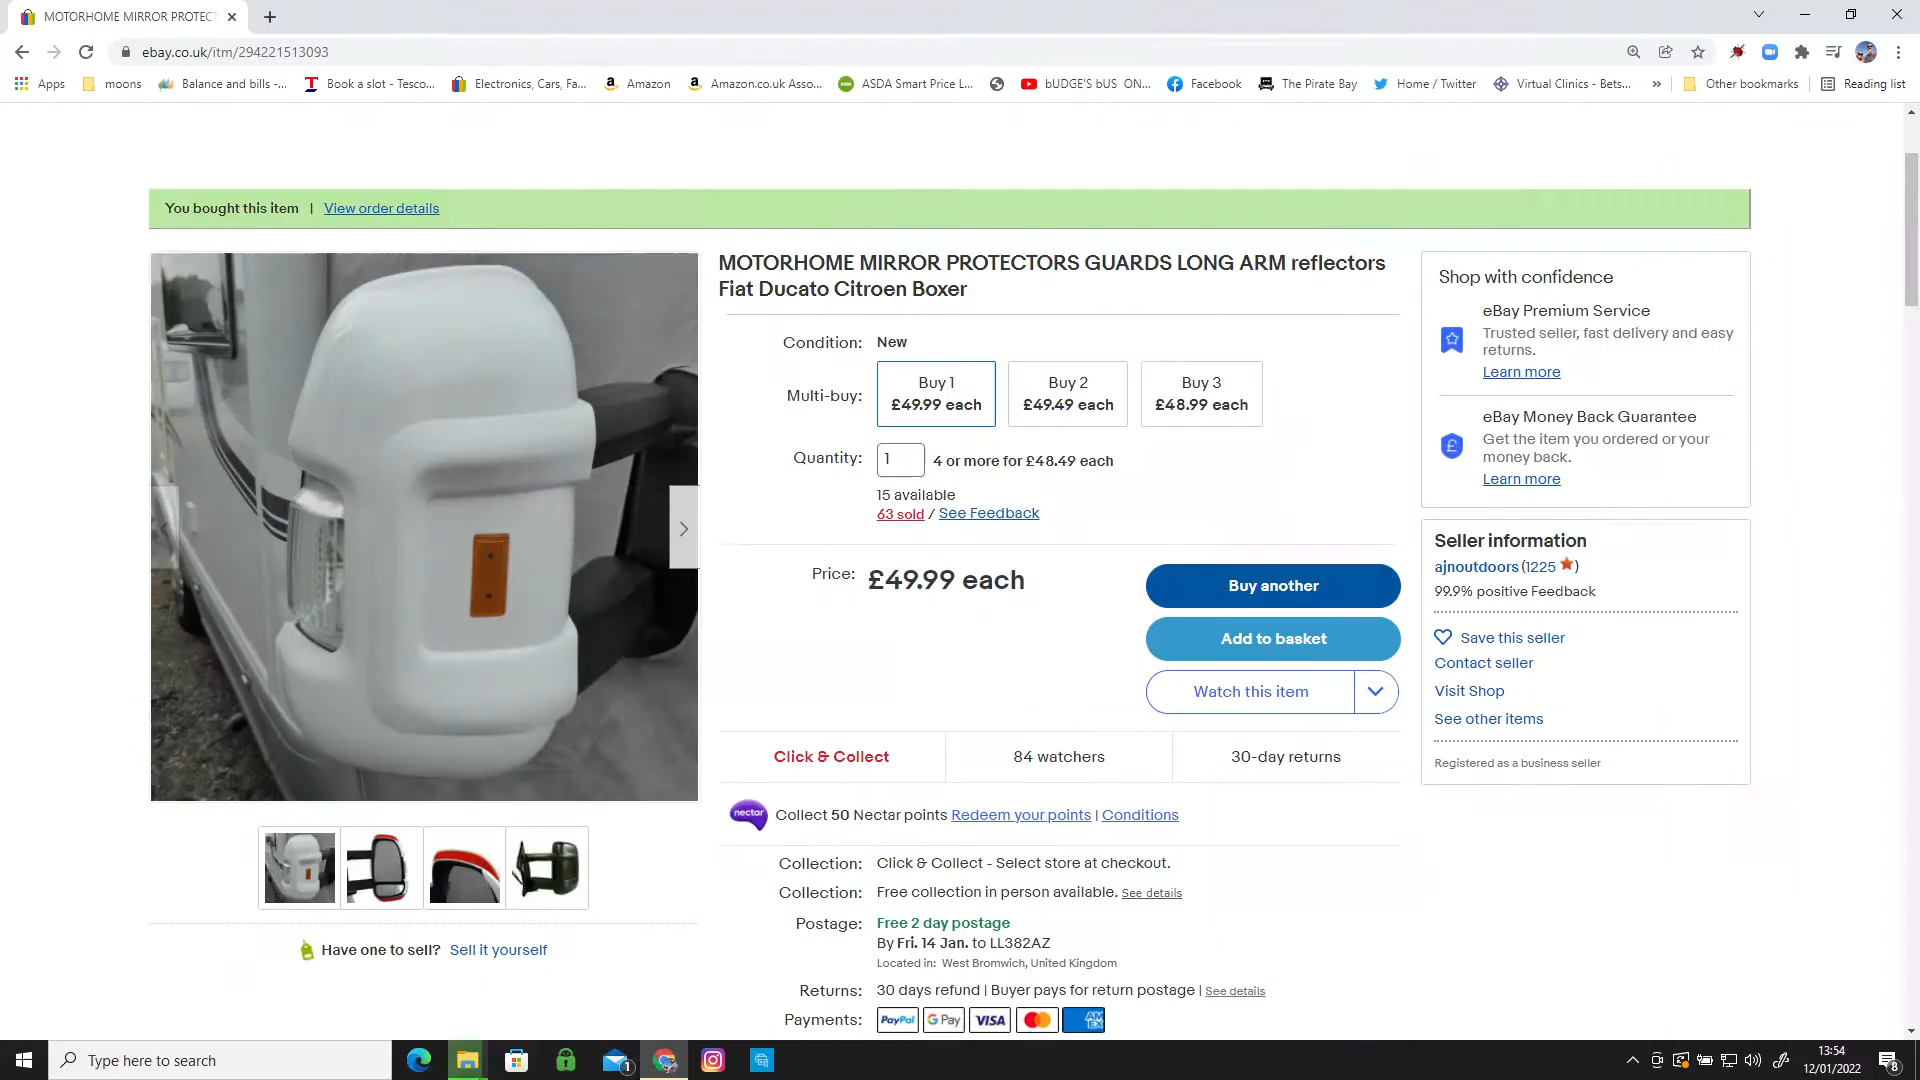 MOTORHOME MIRROR PROTECT
ebay.co.uk/itm/294221513093
Apps
moons
Balance and bills -...
Book a slot - Tesco...
Electronics, Cars, Fa...
Amazon
Amazon.co.uk Asso...
ASDA Smart Price L...
bUDGE'S bUS ON...
Facebook
The Pirate Bay
Home / Twitter
Virtual Clinics - Bets...
»
Other bookmarks
Reading list
You bought this item | View order details
MOTORHOME MIRROR PROTECTORS GUARDS LONG ARM reflectors
Fiat Ducato Citroen Boxer
Condition: New
Multi-buy:
Buy 1
£49.99 each
Buy 2
£49.49 each
Buy 3
£48.99 each
Quantity: 1 4 or more for £48.49 each
15 available
63 sold / See Feedback
Price: £49.99 each
Buy another
Add to basket
Watch this item
Click & Collect
84 watchers
30-day returns
nectar Collect 50 Nectar points Redeem your points | Conditions
Collection: Click & Collect - Select store at checkout.
Collection: Free collection in person available. See details
Postage: Free 2 day postage
By Fri. 14 Jan. to LL382AZ
Located in: West Bromwich, United Kingdom
Returns: 30 days refund | Buyer pays for return postage | See details
Payments: PayPal G Pay VISA AM EX
Have one to sell? Sell it yourself
Shop with confidence
eBay Premium Service
Trusted seller, fast delivery and easy
returns.
Learn more
eBay Money Back Guarantee
£
Get the item you ordered or your
money back.
Learn more
Seller information
ajnoutdoors (1225)
99.9% positive Feedback
Save this seller
Contact seller
Visit Shop
See other items
Registered as a business seller
Type here to search
1
13:54
12/01/2022
8